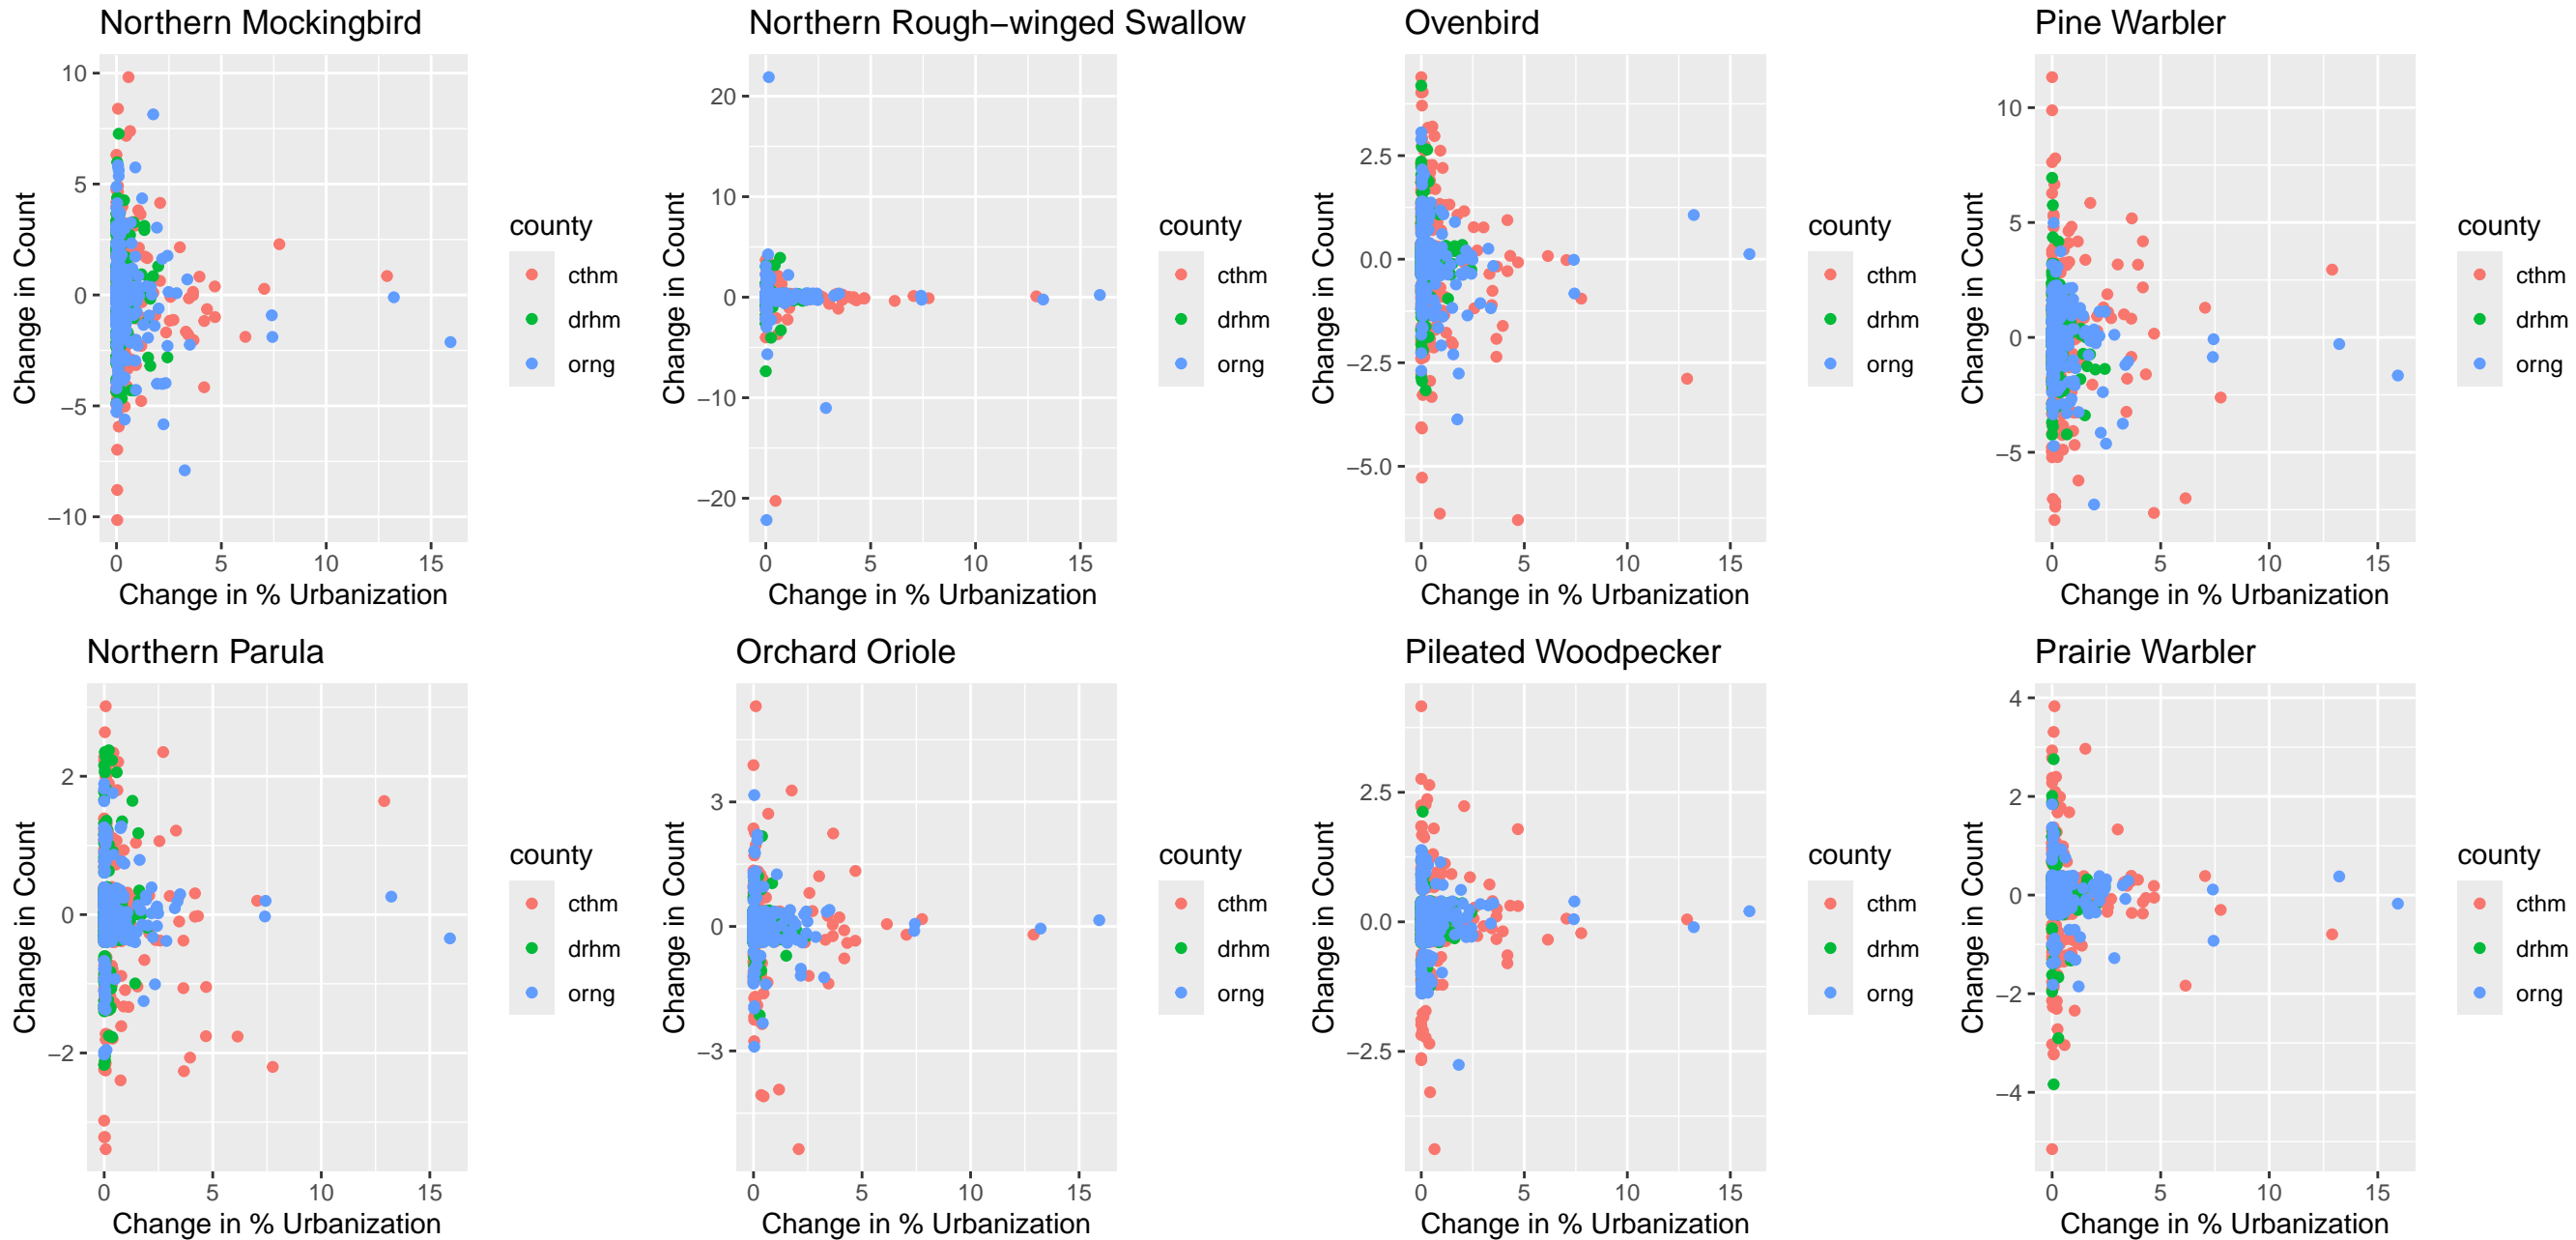 Northern Mockingbird
Change in Count
10
5
0
−5
−10
0 5 10 15
Change in % Urbanization
county
cthm
drhm
orng
Northern Rough−winged Swallow
Change in Count
20
10
0
−10
−20
0 5 10 15
Change in % Urbanization
county
cthm
drhm
orng
Ovenbird
Change in Count
2.5
0.0
−2.5
−5.0
0 5 10 15
Change in % Urbanization
county
cthm
drhm
orng
Pine Warbler
Change in Count
10
5
0
−5
0 5 10 15
Change in % Urbanization
county
cthm
drhm
orng
Northern Parula
Change in Count
2
0
−2
0 5 10 15
Change in % Urbanization
county
cthm
drhm
orng
Orchard Oriole
Change in Count
3
0
−3
0 5 10 15
Change in % Urbanization
county
cthm
drhm
orng
Pileated Woodpecker
Change in Count
2.5
0.0
−2.5
0 5 10 15
Change in % Urbanization
county
cthm
drhm
orng
Prairie Warbler
Change in Count
4
2
0
−2
−4
0 5 10 15
Change in % Urbanization
county
cthm
drhm
orng